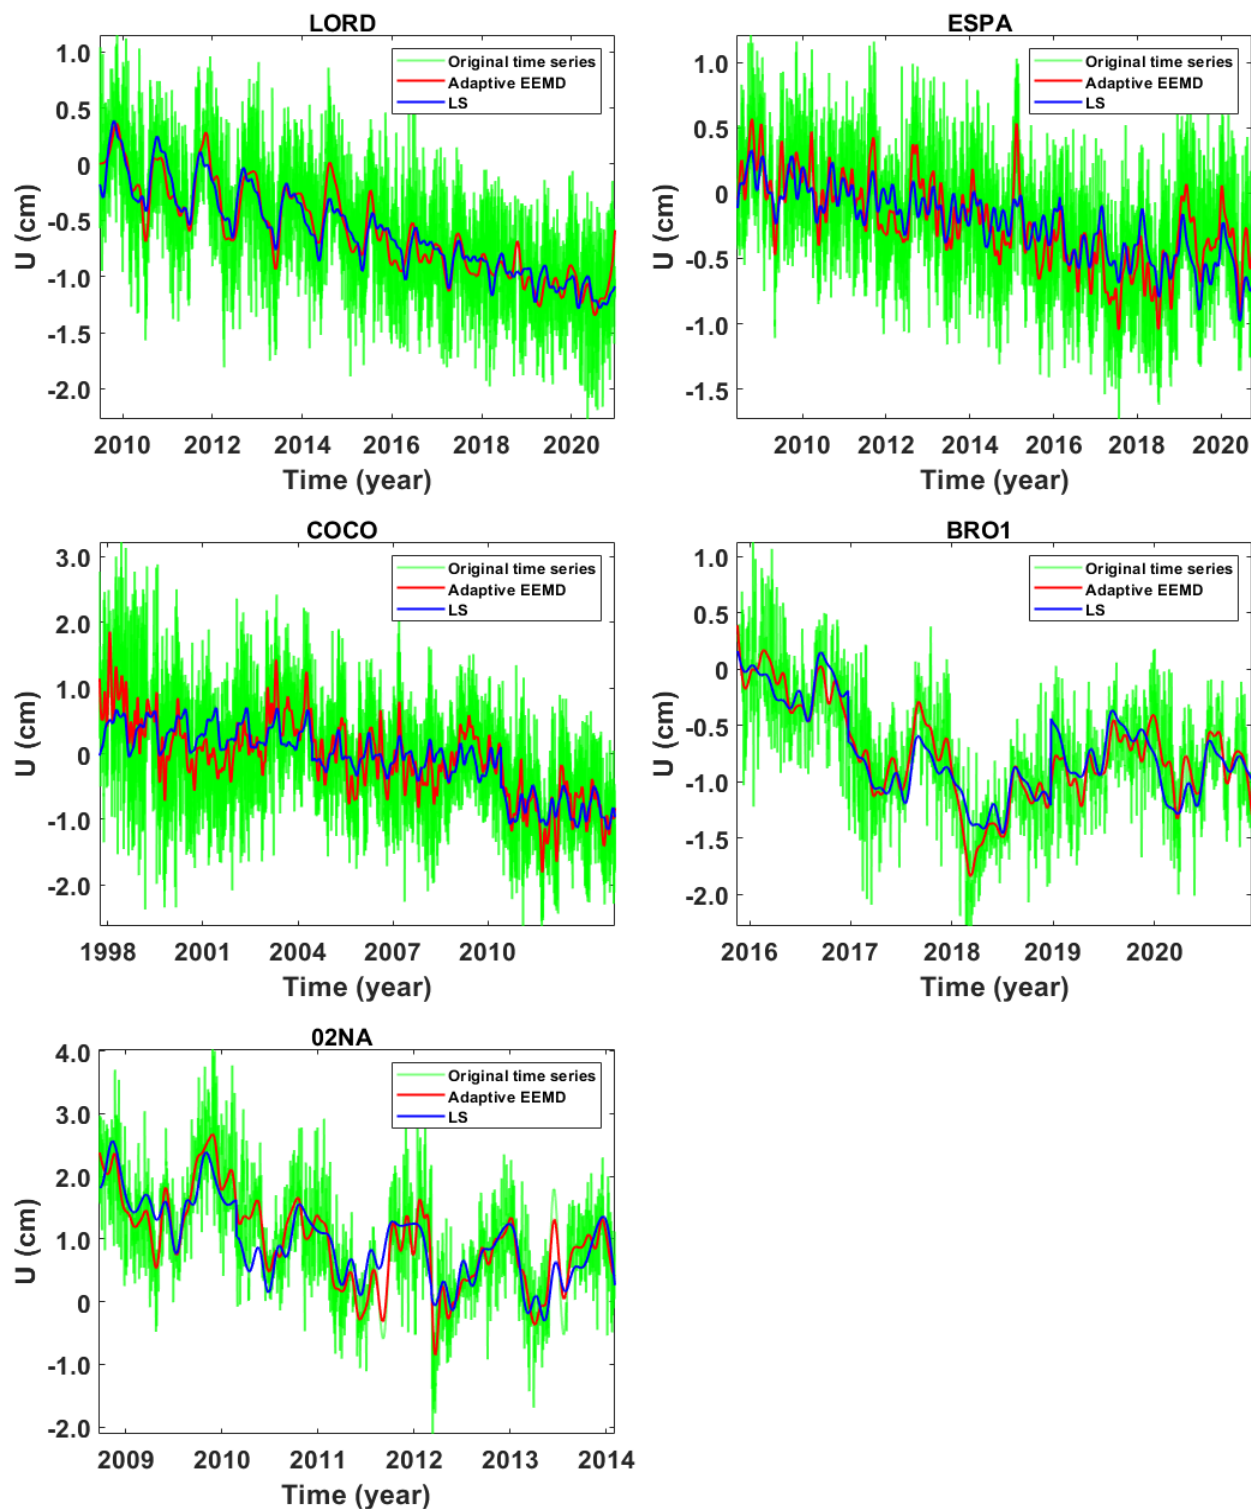 LORD
Original time series
Adaptive EEMD
LS
1.0
0.5
0
-0.5
-1.0
-1.5
-2.0
U (cm)
2010 2012 2014 2016 2018 2020
Time (year)
ESPA
Original time series
Adaptive EEMD
LS
1.0
0.5
0
-0.5
-1.0
-1.5
U (cm)
2010 2012 2014 2016 2018 2020
Time (year)
COCO
Original time series
Adaptive EEMD
LS
3.0
2.0
1.0
0
-1.0
-2.0
U (cm)
1998 2001 2004 2007 2010
Time (year)
BRO1
Original time series
Adaptive EEMD
LS
1.0
0.5
0
-0.5
-1.0
-1.5
-2.0
U (cm)
2016 2017 2018 2019 2020
Time (year)
02NA
Original time series
Adaptive EEMD
LS
4.0
3.0
2.0
1.0
0
-1.0
-2.0
U (cm)
2009 2010 2011 2012 2013 2014
Time (year)